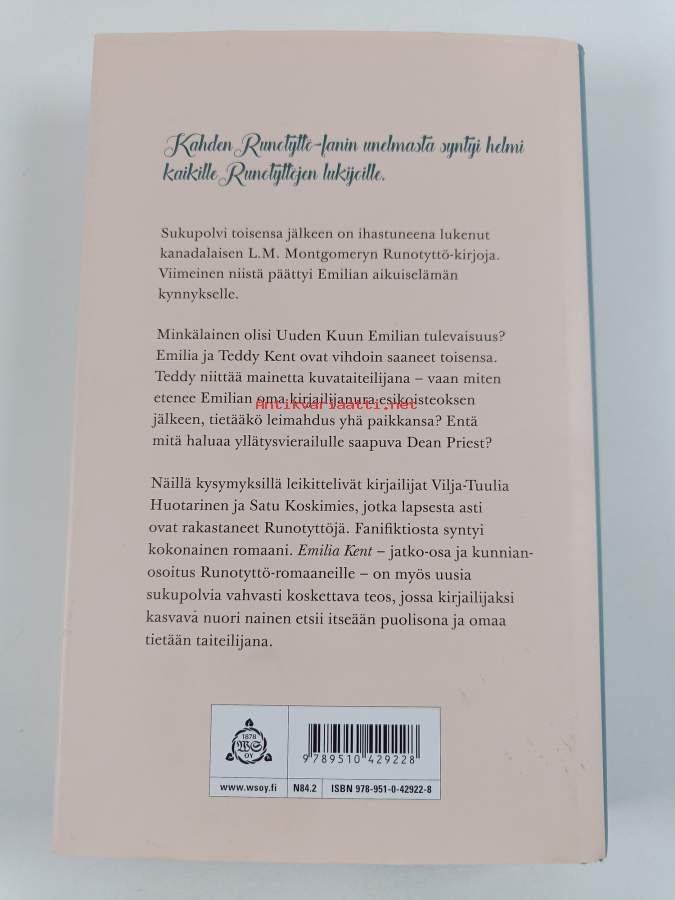 Kahden Runotyttö-fanin unelmasta syntyi helmi
kaikille Runotyttöjen lukijoille.
Sukupolvi toisensa jälkeen on ihastuneena lukenut
kanadalaisen L.M. Montgomeryn Runotyttö-kirjoja.
Viimeinen niistä päättyi Emilian aikuiselämän
kynnykselle.
Minkälainen olisi Uuden Kuun Emilian tulevaisuus?
Emilia ja Teddy Kent ovat vihdoin saaneet toisensa.
Teddy niittää mainetta kuvataiteilijana – vaan miten
etenee Emilian oma kirjailijanura esikoisteoksen
Antikvariaatti.net
jälkeen, tietääkö leimahdus yhä paikkansa? Entä
mitä haluaa yllätysvierailulle saapuva Dean Priest?
Näillä kysymyksillä leikittelivät kirjailijat Vilja-Tuulia
Huotarinen ja Satu Koskimies, jotka lapsesta asti
ovat rakastaneet Runotyttöjä. Fanifiktiosta syntyi
kokonainen romaani. Emilia Kent – jatko-osa ja kunnian-
osoitus Runotyttö-romaaneille – on myös uusia
sukupolvia vahvasti koskettava teos, jossa kirjailijaksi
kasvava nuori nainen etsii itseään puolisona ja omaa
tietään taiteilijana.
1878
WS
OY
9 789510 429228
www.wsoy.fi
N84.2
ISBN 978-951-0-42922-8